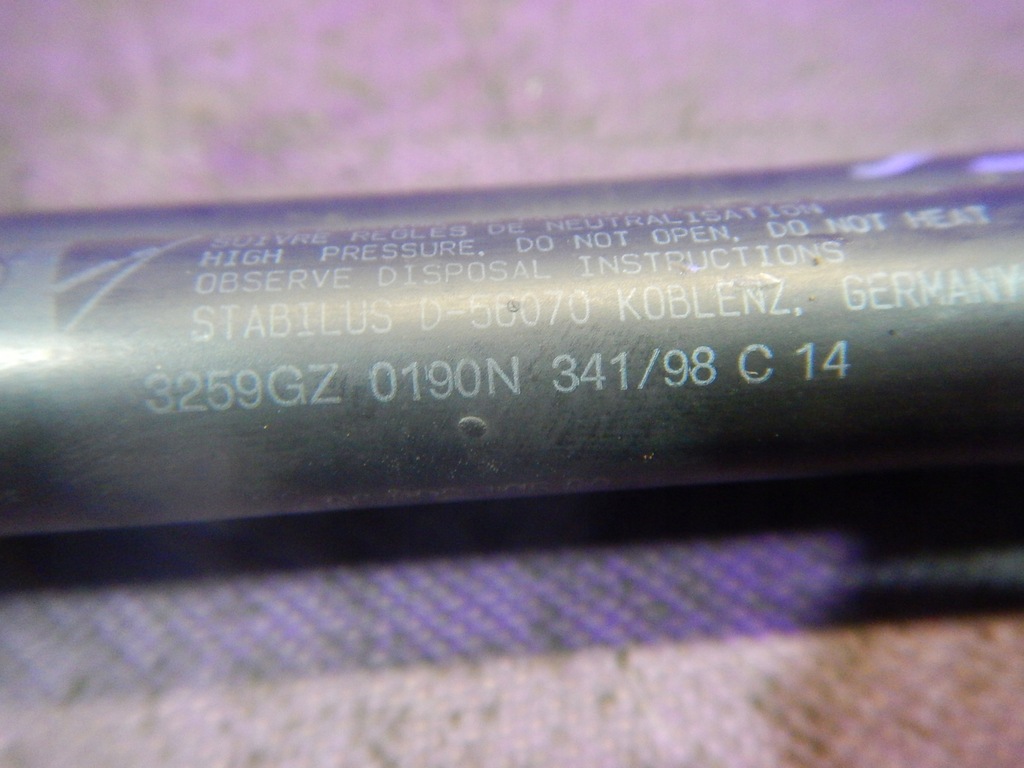 SUIVRE REGLES DE NEUTRALISATION
HIGH PRESSURE, DO NOT OPEN, DO NOT HEAT
OBSERVE DISPOSAL INSTRUCTIONS
STABILUS D-56070 KOBLENZ, GERMANY
3259GZ 0190N 341/98 C 14